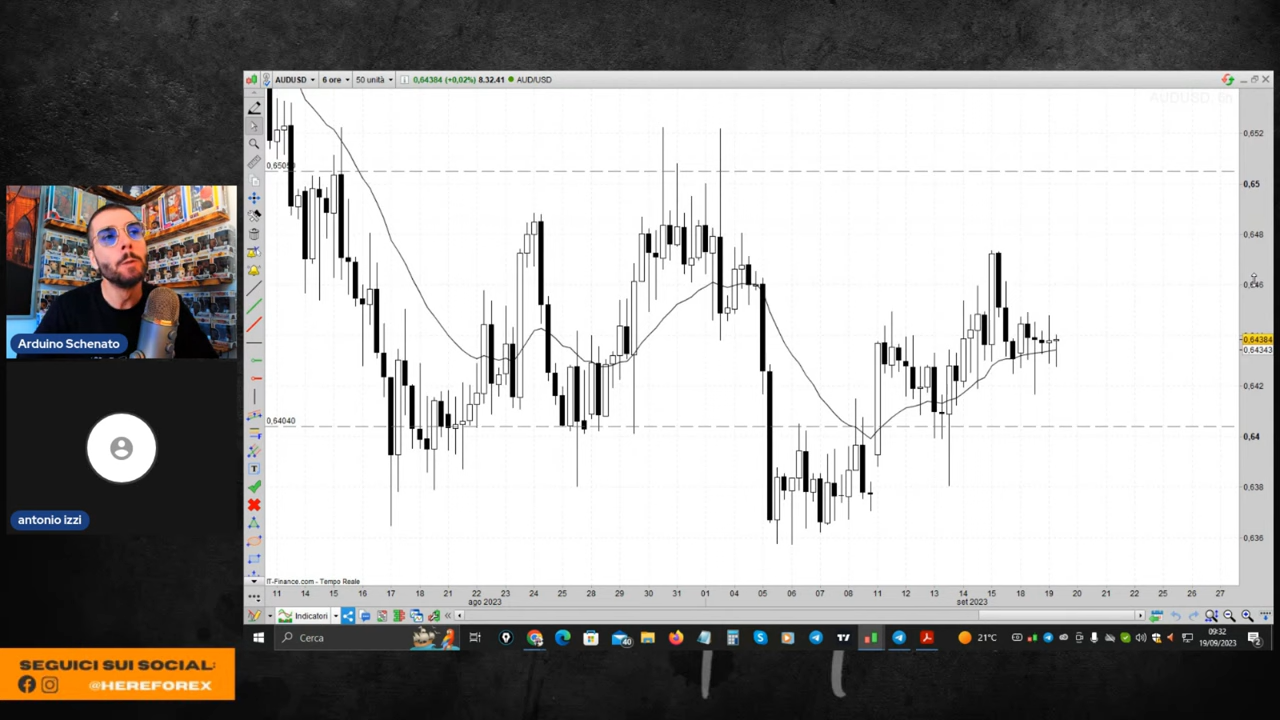 AUDUSD
6 ore
50 unità
0,64384 (+0,02%) 8.32.41
AUD/USD
0,652
0,65
0,648
0,64384
0,64343
0,642
0,64
0,638
0,636
0,64040
IT-Finance.com - Tempo Reale
11 14 15 16 17 18 21 22 23 24 25 28 29 30 31 01 04 05 06 07 08 11 12 13 14 15 18 19 20 21 22 25 26 27
ago 2023
set 2023
Indicatori
Cerca
40
21°C
09:32
19/09/2023
Arduino Schenato
antonio izzi
SEGUICI SUI SOCIAL:
@HEREFOREX